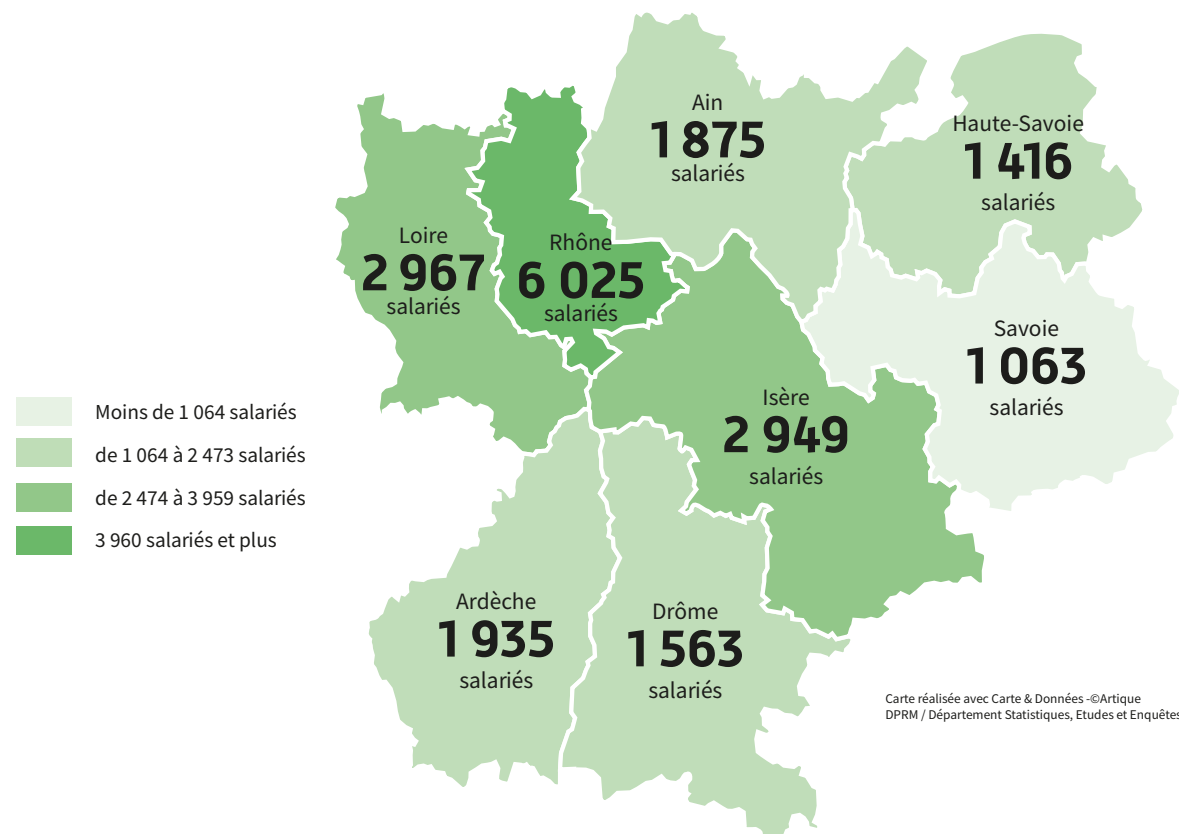 Ain
1 875
salariés
Haute-Savoie
1 416
salariés
Loire
2 967
salariés
Rhône
6 025
salariés
Savoie
1 063
salariés
Isère
2 949
salariés
Moins de 1 064 salariés
de 1 064 à 2 473 salariés
de 2 474 à 3 959 salariés
3 960 salariés et plus
Ardèche
1 935
salariés
Drôme
1 563
salariés
Carte réalisée avec Carte & Données -©Artique
DPRM / Département Statistiques, Etudes et Enquêtes